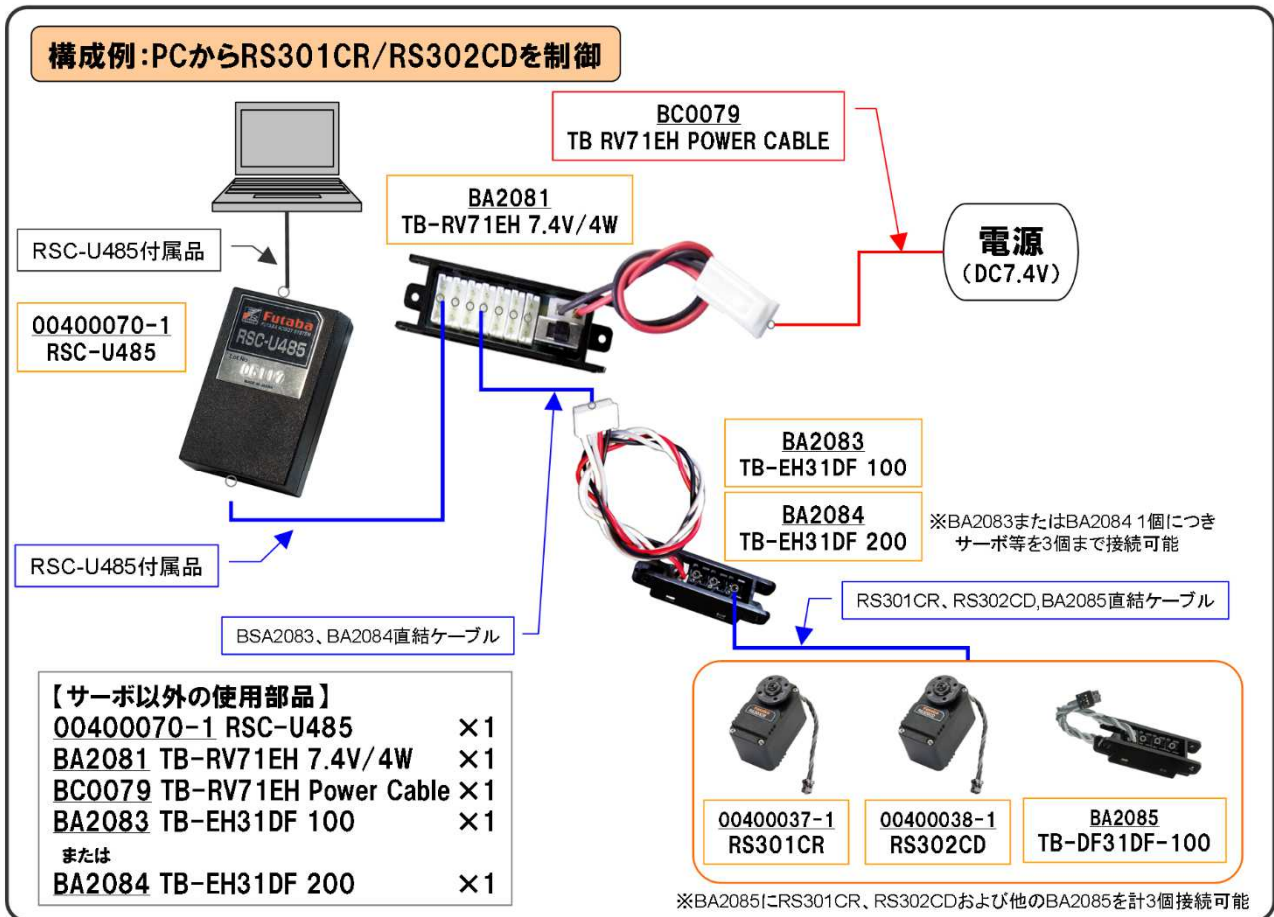 構成例:PCからRS301CR/RS302CDを制御
BC0079
TB RV71EH POWER CABLE
BA2081
TB-RV71EH 7.4V/4W
電源
(DC7.4V)
RSC-U485付属品
00400070-1
RSC-U485
Futaba
FUTABA ROBOT SYSTEM
RSC-U485
Lot.No.
BA2083
TB-EH31DF 100
BA2084
TB-EH31DF 200
※BA2083またはBA2084 1個につき
サーボ等を3個まで接続可能
RSC-U485付属品
RS301CR、RS302CD,BA2085直結ケーブル
BSA2083、BA2084直結ケーブル
【サーボ以外の使用部品】
00400070-1 RSC-U485 ×1
BA2081 TB-RV71EH 7.4V/4W ×1
BC0079 TB-RV71EH Power Cable ×1
BA2083 TB-EH31DF 100 ×1
または
BA2084 TB-EH31DF 200 ×1
00400037-1
RS301CR
00400038-1
RS302CD
BA2085
TB-DF31DF-100
※BA2085にRS301CR、RS302CDおよび他のBA2085を計3個接続可能